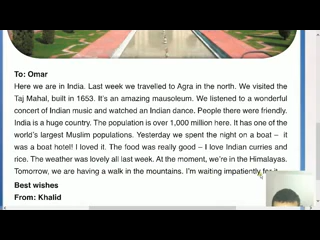 To: Omar
Here we are in India. Last week we travelled to Agra in the north. We visited the
Taj Mahal, built in 1653. It's an amazing mausoleum. We listened to a wonderful
concert of Indian music and watched an Indian dance. People there were friendly.
India is a huge country. The population is over 1,000 million here. It has one of the
world's largest Muslim populations. Yesterday we spent the night on a boat – it
was a boat hotel! I loved it. The food was really good – I love Indian curries and
rice. The weather was lovely all last week. At the moment, we're in the Himalayas.
Tomorrow, we are having a walk in the mountains. I'm waiting impatiently for it.
Best wishes
From: Khalid